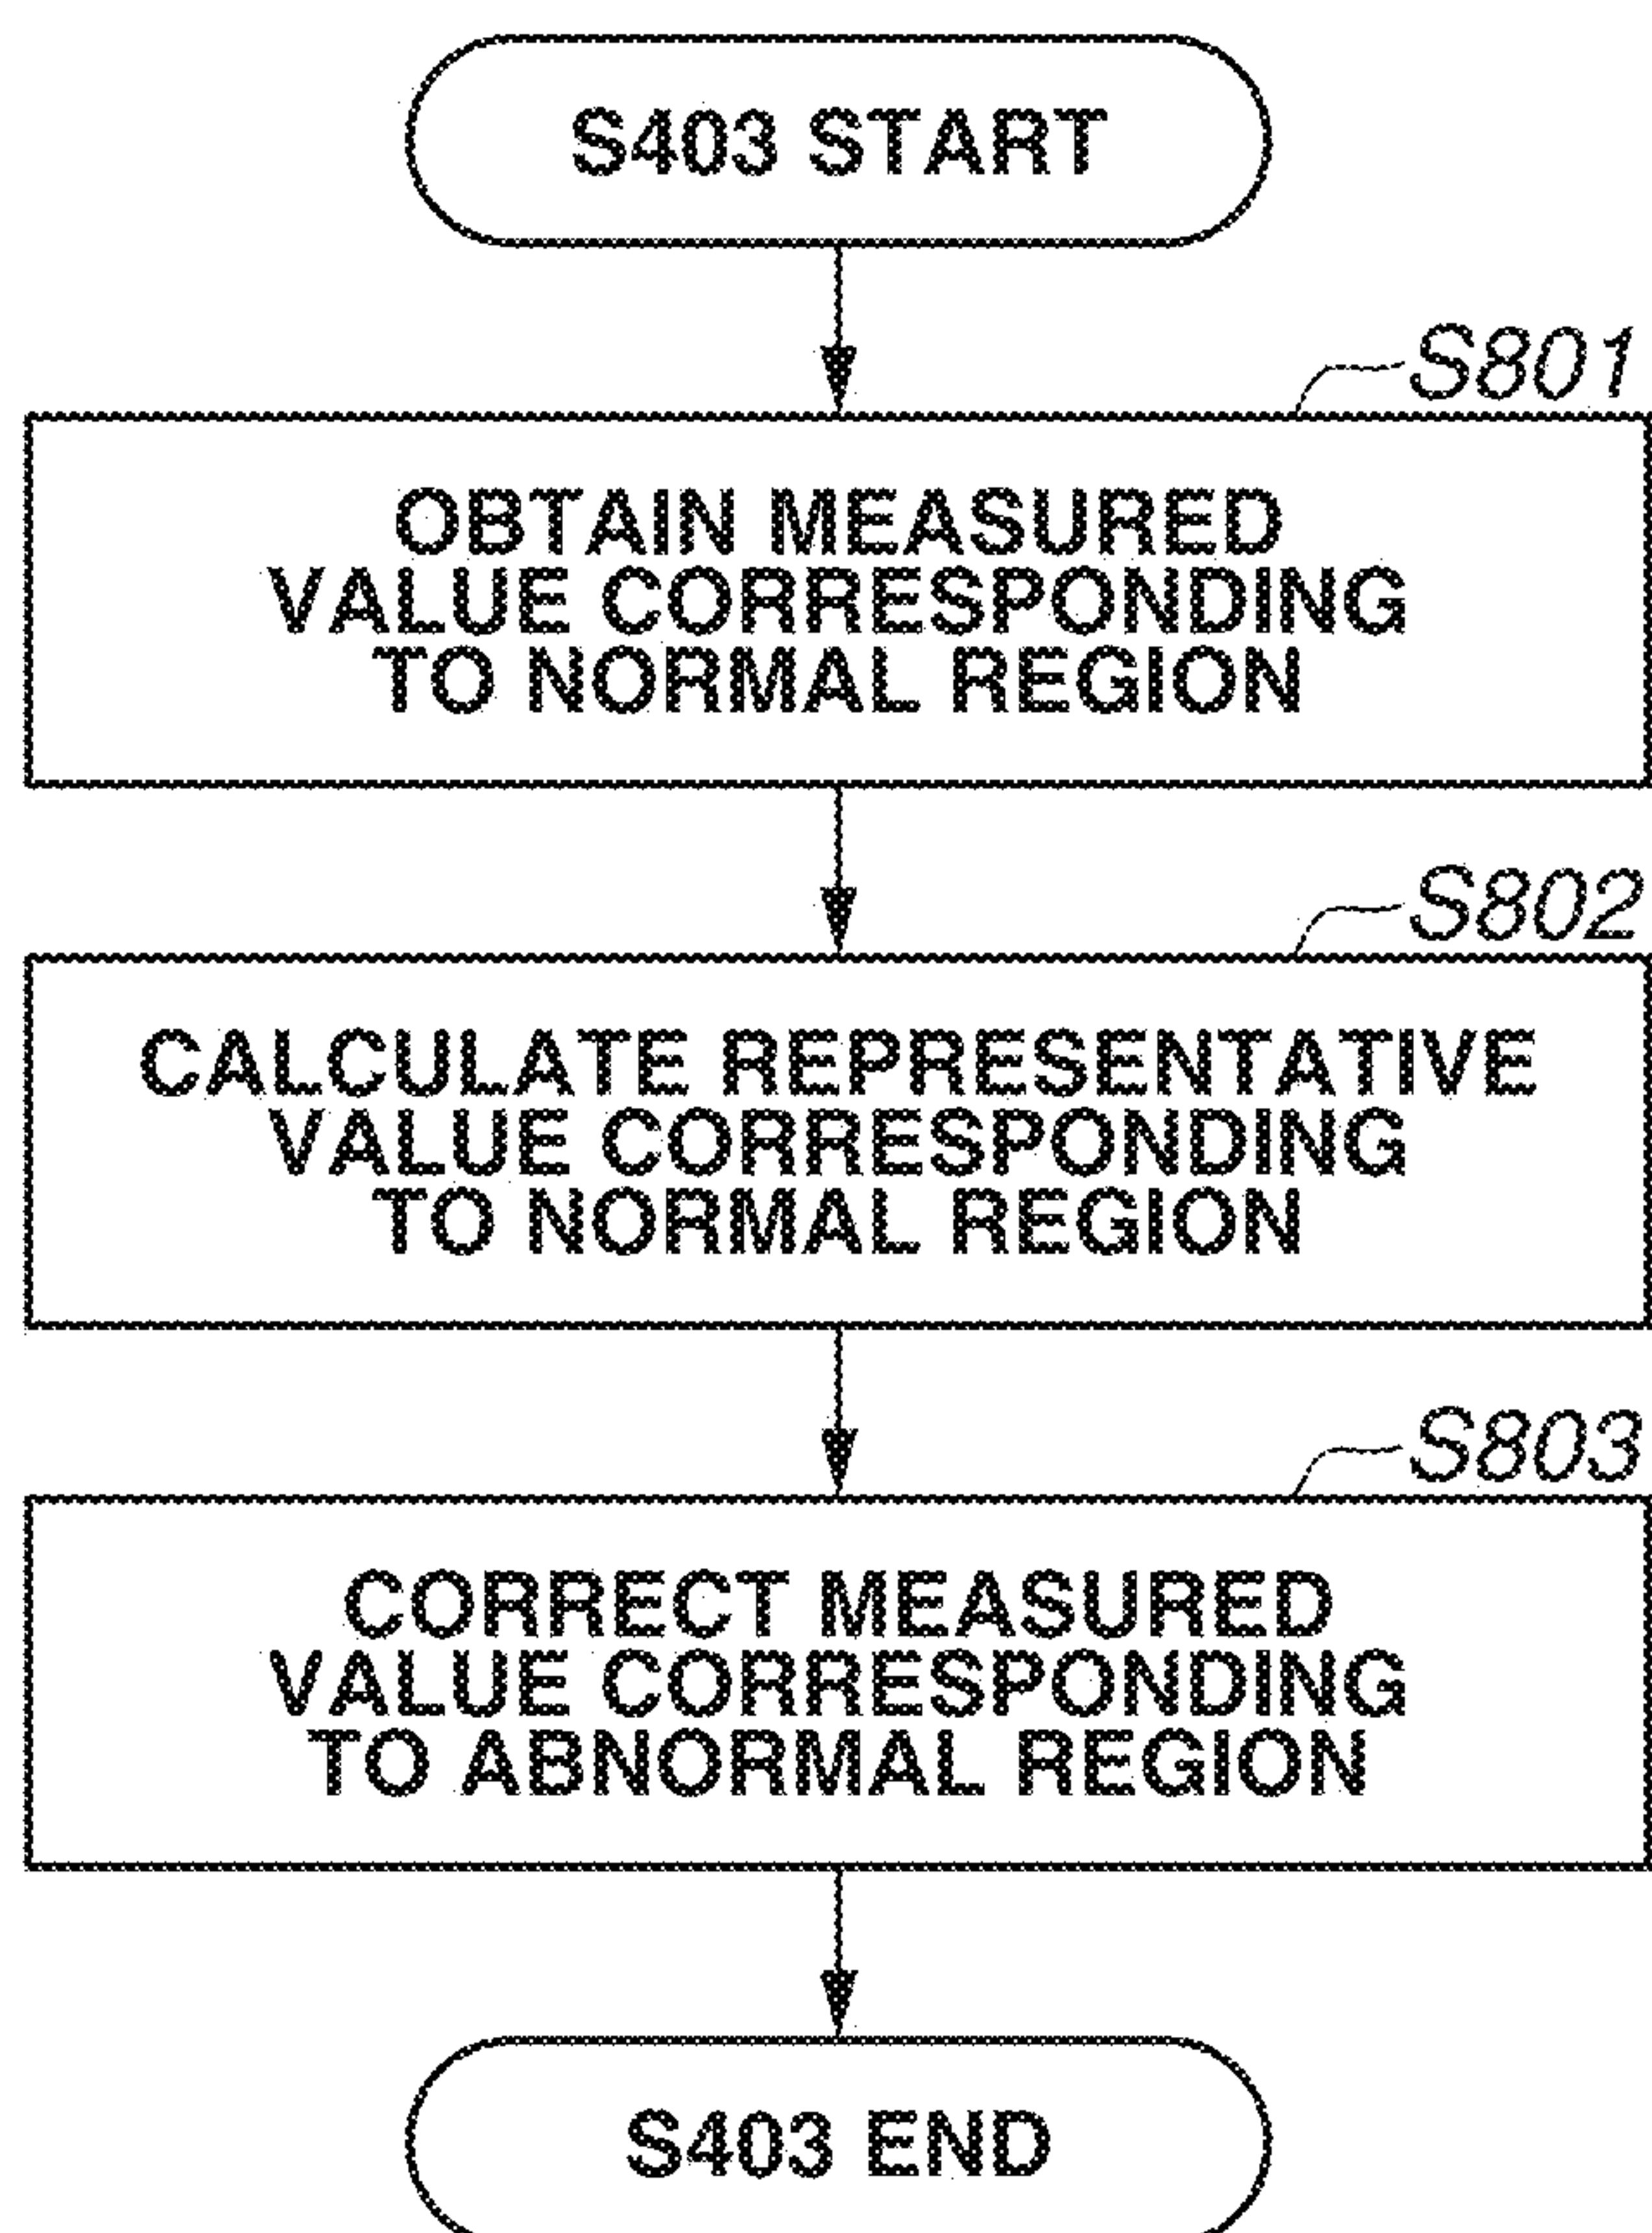 S403 START
S801
OBTAIN MEASURED
VALUE CORRESPONDING
TO NORMAL REGION
S802
CALCULATE REPRESENTATIVE
VALUE CORRESPONDING
TO NORMAL REGION
S803
CORRECT MEASURED
VALUE CORRESPONDING
TO ABNORMAL REGION
S403 END